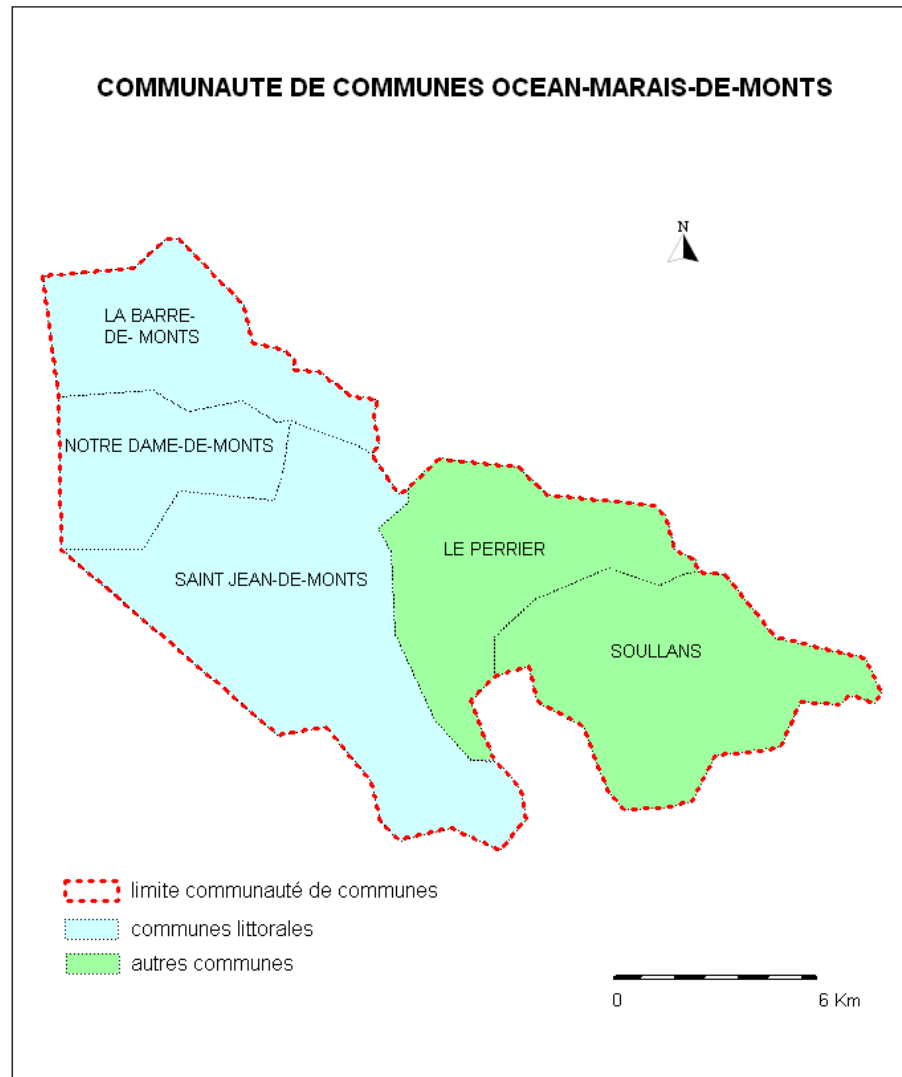 COMMUNAUTE DE COMMUNES OCEAN-MARAIS-DE-MONTS
N
LA BARRE-
DE- MONTS
NOTRE DAME-DE-MONTS
LE PERRIER
SAINT JEAN-DE-MONTS
SOULLANS
limite communauté de communes
communes littorales
autres communes
0 6 Km